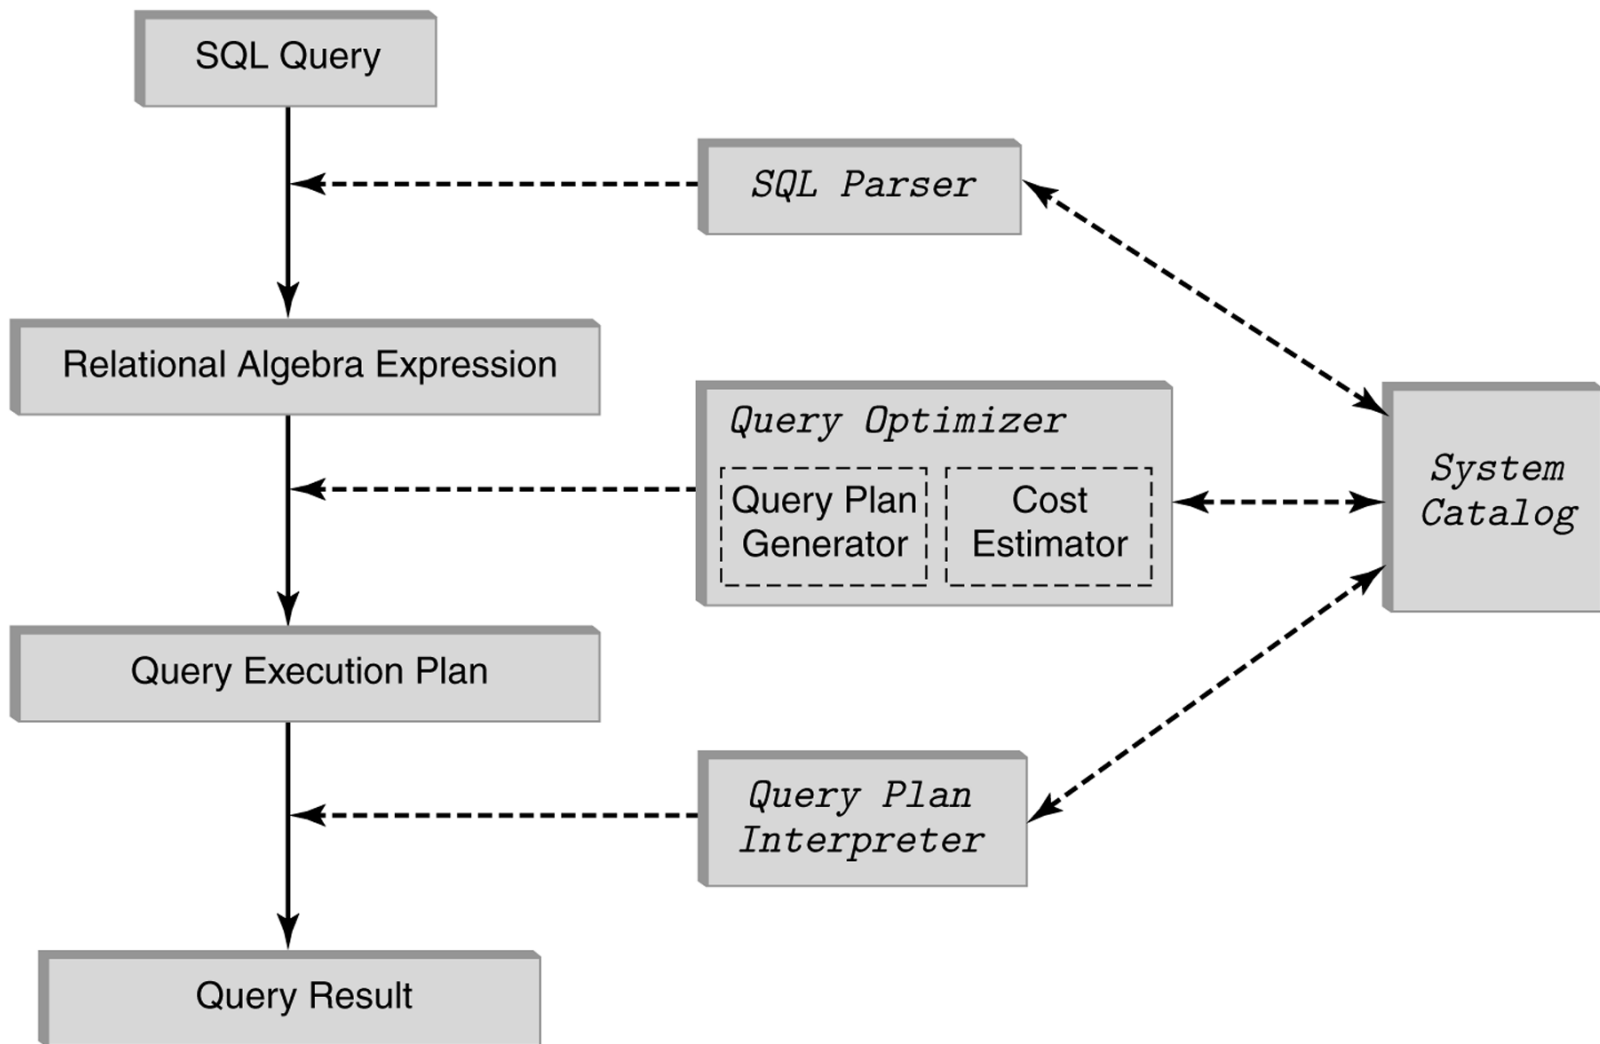 SQL Query
SQL Parser
Relational Algebra Expression
Query Optimizer
Query Plan
Generator
Cost
Estimator
System
Catalog
Query Execution Plan
Query Plan
Interpreter
Query Result